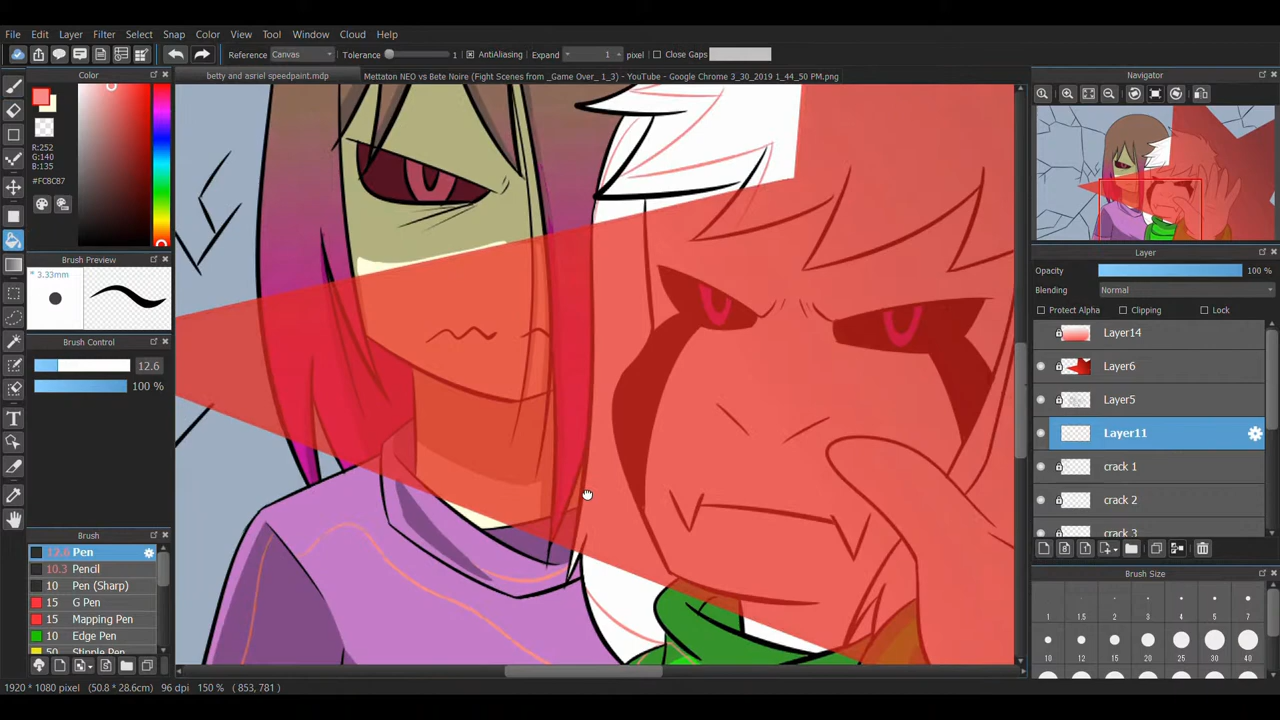 File Edit Layer Filter Select Snap Color View Tool Window Cloud Help
Reference Canvas Tolerance 1 AntiAliasing Expand 1 pixel Close Gaps
Color
betty and asriel speedpaint.mdp
Mettaton NEO vs Bete Noire (Fight Scenes from _Game Over_ 1_3) - YouTube - Google Chrome 3_30_2019 1_44_50 PM.png
Navigator
R:252
G:140
B:135
#FC8C87
Brush Preview
* 3.33mm
Brush Control
12.6
100 %
Layer
Opacity 100 %
Blending Normal
Protect Alpha Clipping Lock
Layer14
Layer6
Layer5
Layer11
crack 1
crack 2
crack 3
Brush
12.6 Pen
10.3 Pencil
10 Pen (Sharp)
15 G Pen
15 Mapping Pen
10 Edge Pen
50 Stipple Pen
Brush Size
1 1.5 2 3 4 5 7
10 12 15 20 25 30 40
1920 * 1080 pixel (50.8 * 28.6cm) 96 dpi 150 % ( 853, 781 )